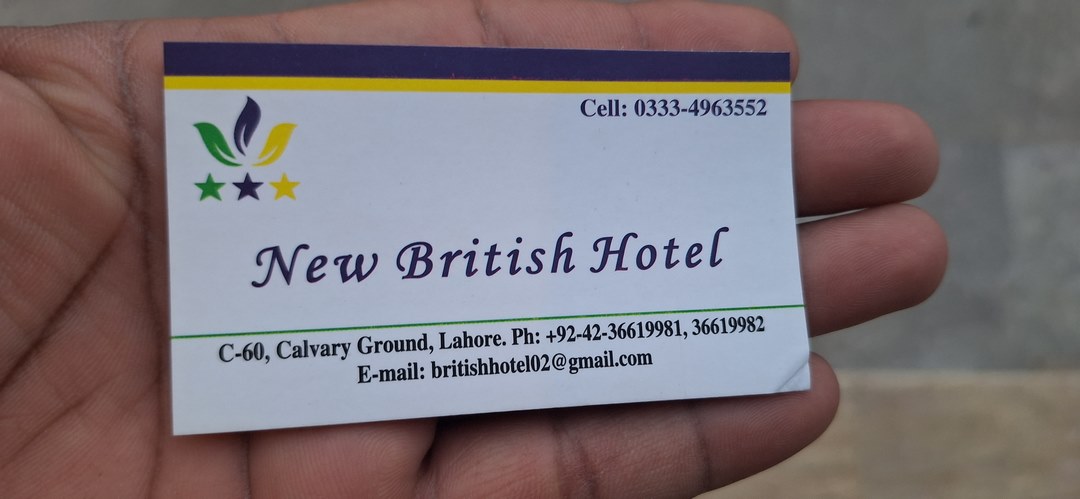 Cell: 0333-4963552
New British Hotel
C-60, Calvary Ground, Lahore. Ph: +92-42-36619981, 36619982
E-mail: britishhotel02@gmail.com